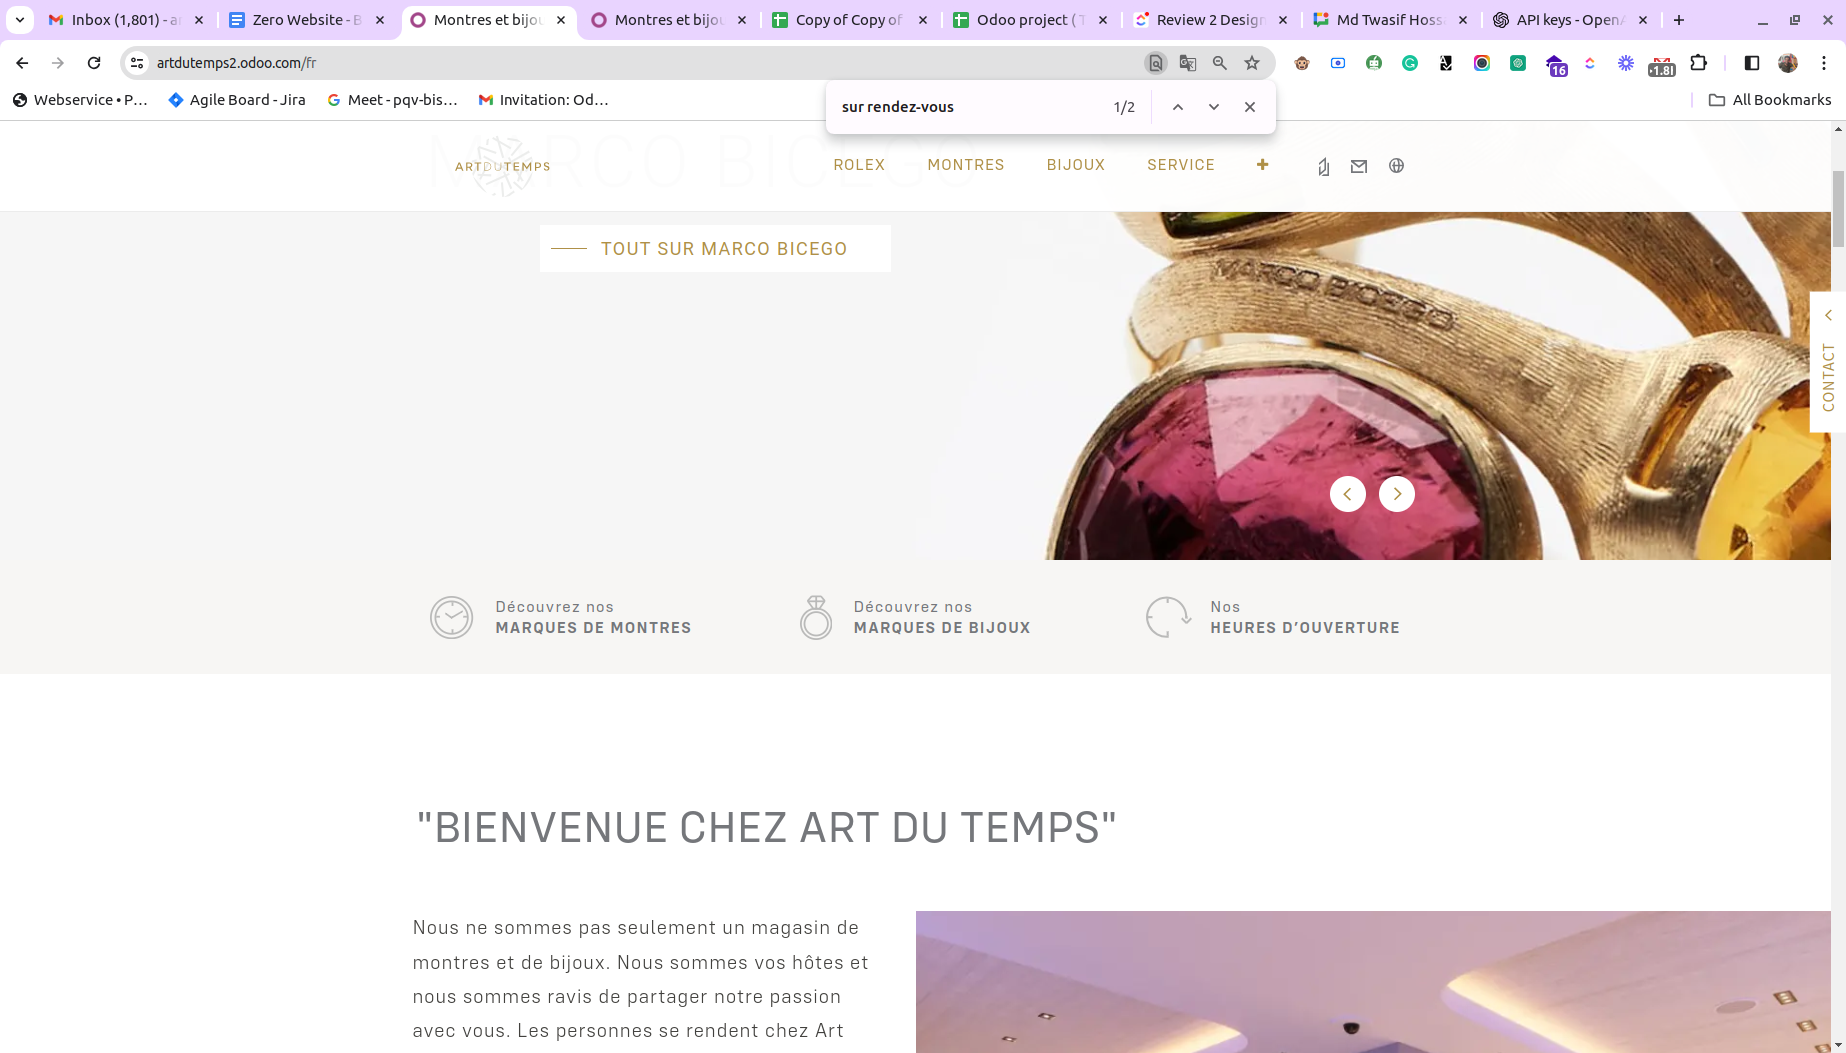 Inbox (1,801) - a
Zero Website - B
Montres et bijou
Montres et bijou
Copy of Copy of
Odoo project ( T
Review 2 Design
Md Twasif Hoss
API keys - OpenA
artdutemps2.odoo.com/fr
16
-1.8l
Webservice • P…
Agile Board - Jira
Meet - pqv-bis…
Invitation: Od…
All Bookmarks
sur rendez-vous
1/2
MARCO BICEGO
ARTDUTEMPS
ROLEX
MONTRES
BIJOUX
SERVICE
TOUT SUR MARCO BICEGO
MARCO BICEGO
CONTACT
Découvrez nos
MARQUES DE MONTRES
Découvrez nos
MARQUES DE BIJOUX
Nos
HEURES D’OUVERTURE
"BIENVENUE CHEZ ART DU TEMPS"
Nous ne sommes pas seulement un magasin de
montres et de bijoux. Nous sommes vos hôtes et
nous sommes ravis de partager notre passion
avec vous. Les personnes se rendent chez Art